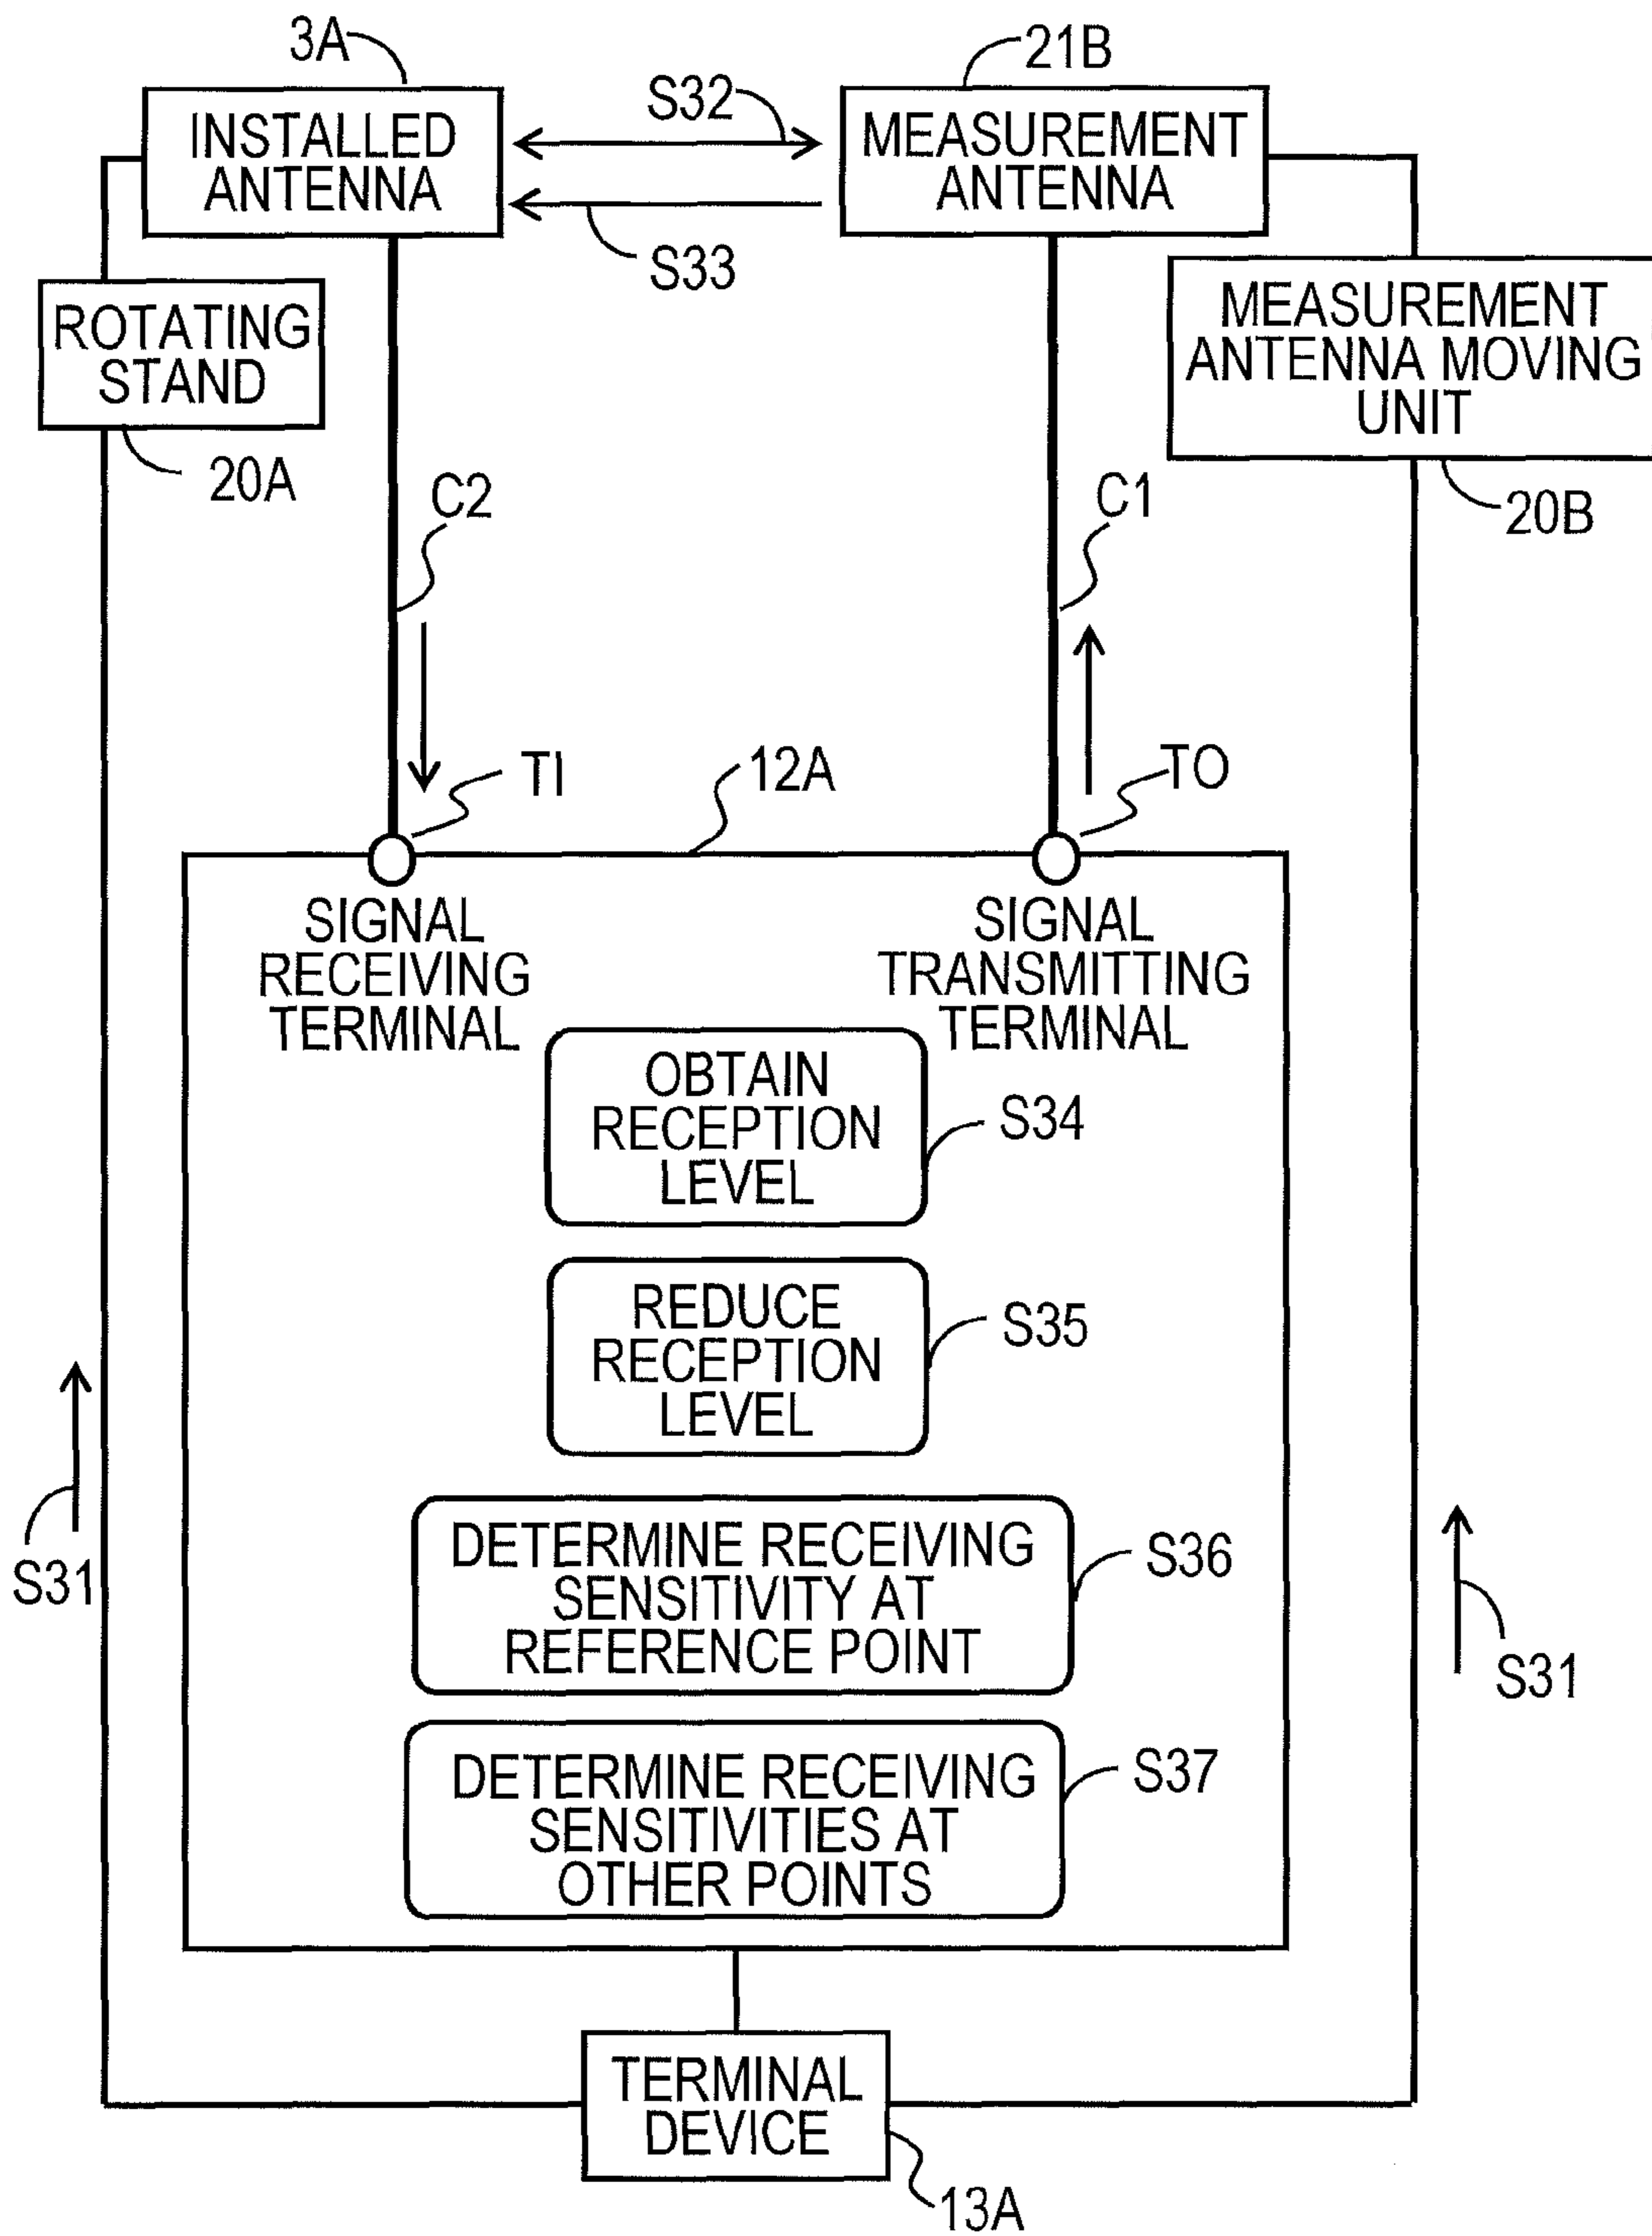 3A
21B
S32
INSTALLED
ANTENNA
MEASUREMENT
ANTENNA
S33
ROTATING
STAND
MEASUREMENT
ANTENNA MOVING
UNIT
20A
C2
C1
20B
TI
12A
TO
SIGNAL
RECEIVING
TERMINAL
SIGNAL
TRANSMITTING
TERMINAL
OBTAIN
RECEPTION
LEVEL
S34
REDUCE
RECEPTION
LEVEL
S35
DETERMINE RECEIVING
SENSITIVITY AT
REFERENCE POINT
S36
S31
S31
DETERMINE RECEIVING
SENSITIVITIES AT
OTHER POINTS
S37
TERMINAL
DEVICE
13A